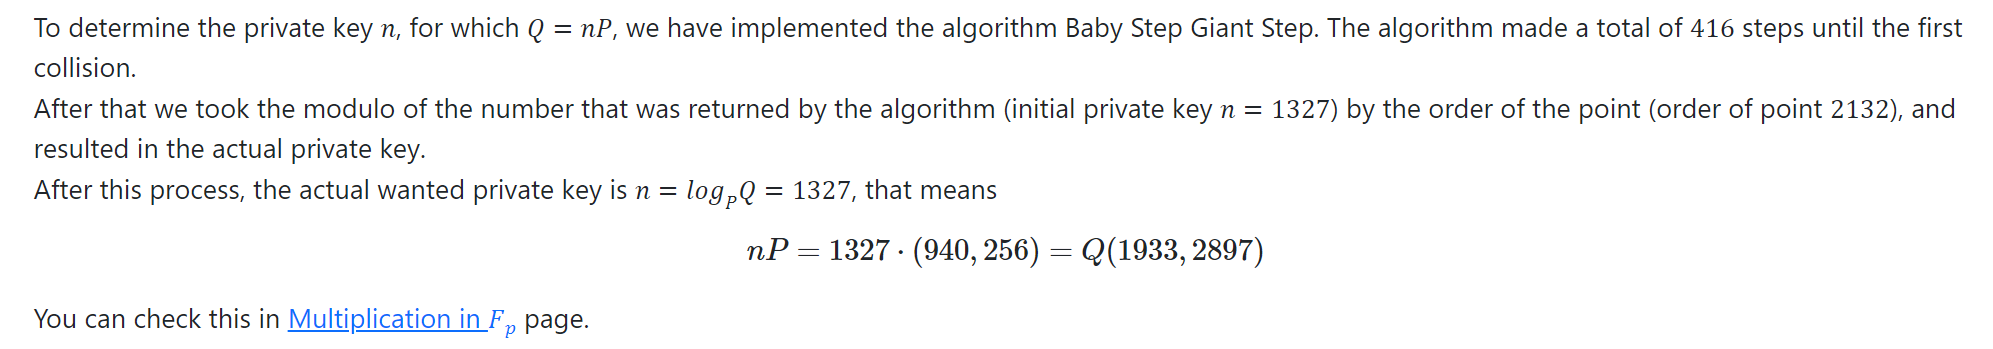 To determine the private key n, for which Q = nP, we have implemented the algorithm Baby Step Giant Step. The algorithm made a total of 416 steps until the first
collision.
After that we took the modulo of the number that was returned by the algorithm (initial private key n = 1327) by the order of the point (order of point 2132), and
resulted in the actual private key.
After this process, the actual wanted private key is n = log_P Q = 1327, that means
nP = 1327 · (940, 256) = Q(1933, 2897)
You can check this in Multiplication in F_p page.